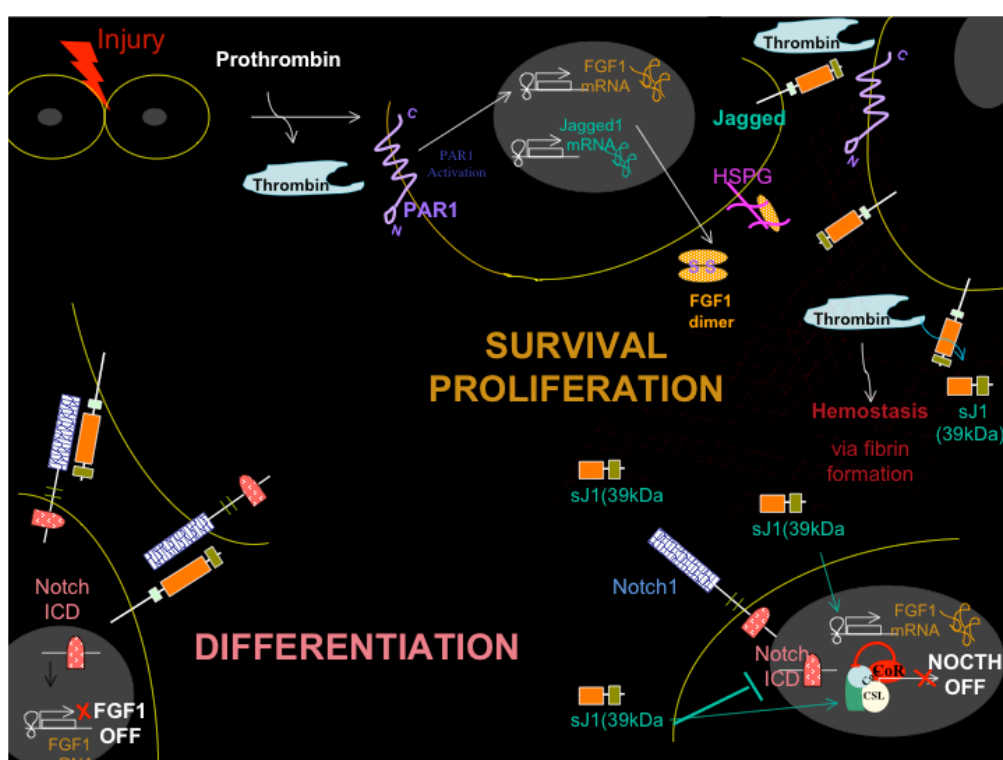 Injury
Prothrombin
Thrombin
C
N
PAR1
PAR1
Activation
FGF1
mRNA
Jagged1
mRNA
Thrombin
Jagged
C
N
HSPG
S S
FGF1
dimer
Thrombin
SURVIVAL
PROLIFERATION
Hemostasis
via fibrin
formation
sJ1
(39kDa)
sJ1(39kDa
sJ1(39kDa
Notch
ICD
FGF1
OFF
FGF1
DIFFERENTIATION
Notch1
sJ1(39kDa
Notch
ICD
FGF1
mRNA
CoR
CSL
NOCTH
OFF